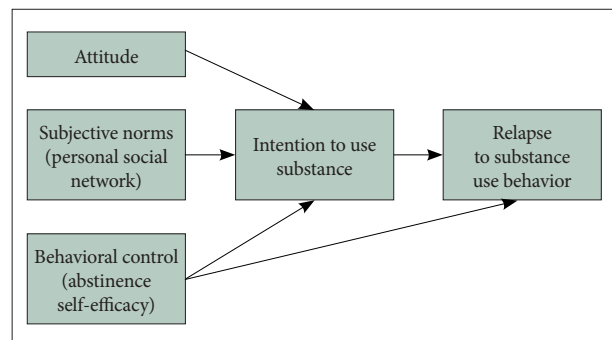 Attitude
Subjective norms
(personal social
network)
Intention to use
substance
Relapse
to substance
use behavior
Behavioral control
(abstinence
self-efficacy)